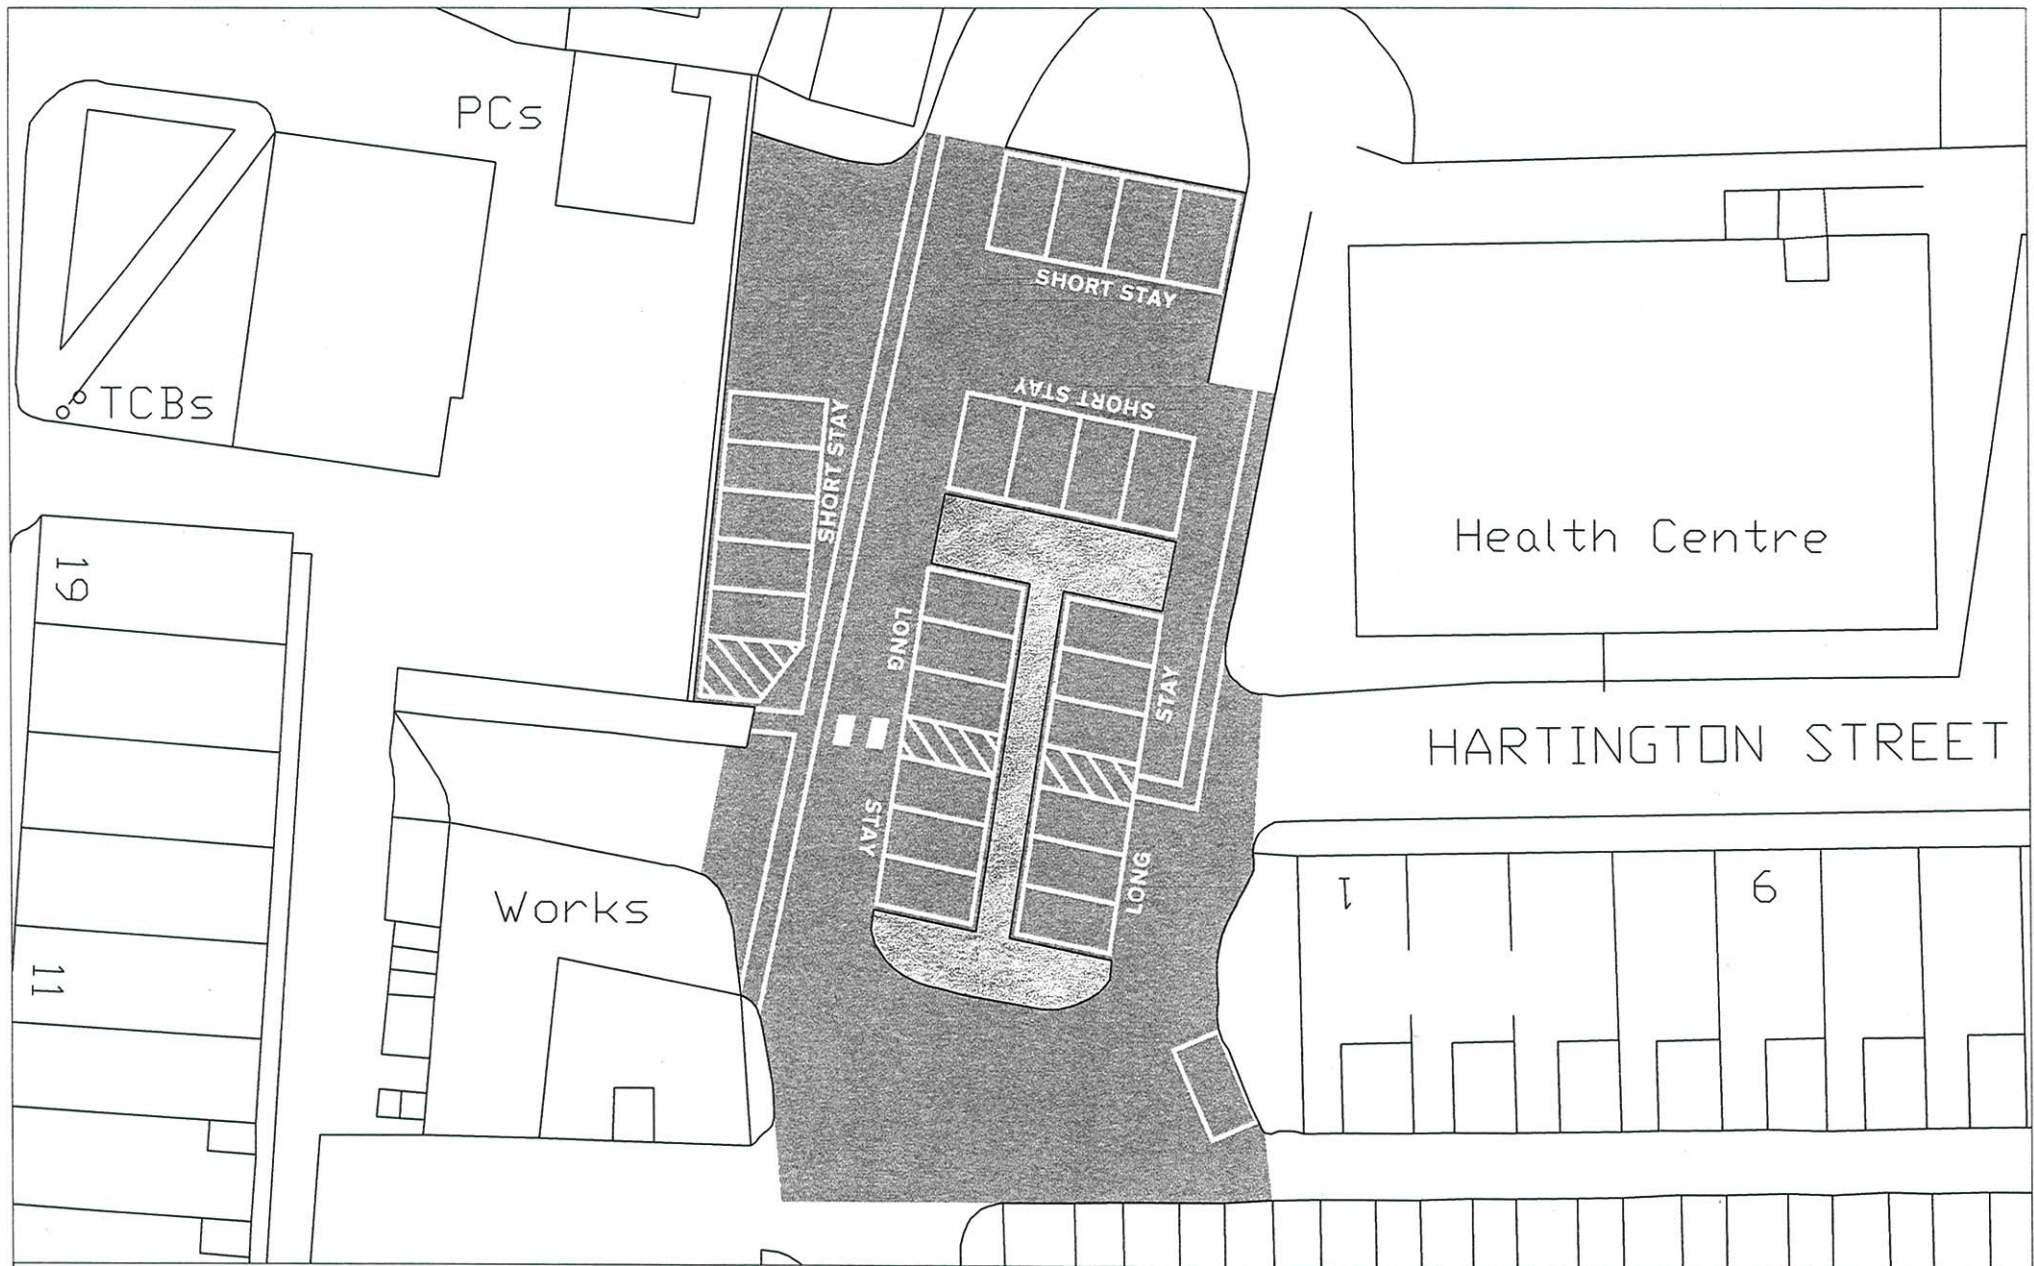 PCs
SHORT STAY
TCBs
SHORT STAY
SHORT STAY
19
Health Centre
LONG
STAY
STAY
LONG
HARTINGTON STREET
Works
1
9
11